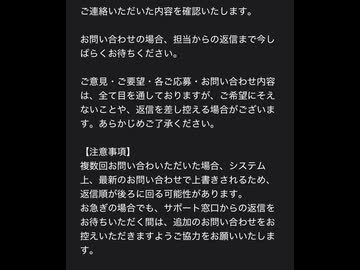 ご連絡いただいた内容を確認いたします。
お問い合わせの場合、担当からの返信まで今し
ばらくお待ちください。
ご意見・ご要望・各ご応募・お問い合わせ内容
は、全て目を通しておりますが、ご希望にそえ
ないことや、返信を差し控える場合がございま
す。あらかじめご了承ください。
【注意事項】
複数回お問い合わいただいた場合、システム
上、最新のお問い合わせで上書きされるため、
返信順が後ろに回る可能性があります。
お急ぎの場合でも、サポート窓口からの返信を
お待ちいただく間は、追加のお問い合わせをお
控えいただきますようご協力をお願いいたしま
す。